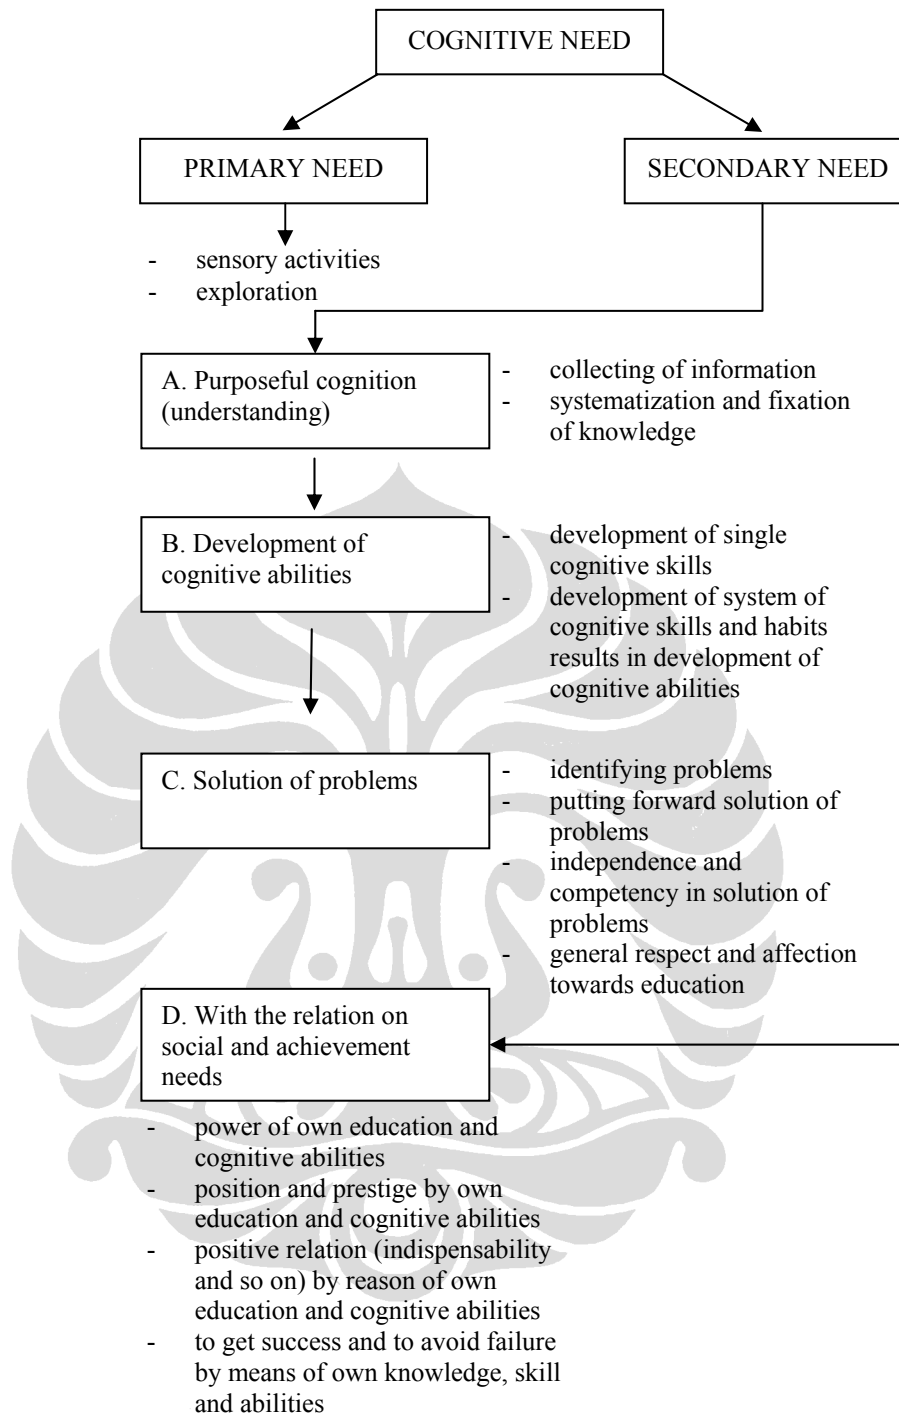 COGNITIVE NEED
PRIMARY NEED
SECONDARY NEED
- sensory activities
- exploration
A. Purposeful cognition
(understanding)
- collecting of information
- systematization and fixation
of knowledge
B. Development of
cognitive abilities
- development of single
cognitive skills
- development of system of
cognitive skills and habits
results in development of
cognitive abilities
C. Solution of problems
- identifying problems
- putting forward solution of
problems
- independence and
competency in solution of
problems
- general respect and affection
towards education
D. With the relation on
social and achievement
needs
- power of own education and
cognitive abilities
- position and prestige by own
education and cognitive abilities
- positive relation (indispensability
and so on) by reason of own
education and cognitive abilities
- to get success and to avoid failure
by means of own knowledge, skill
and abilities